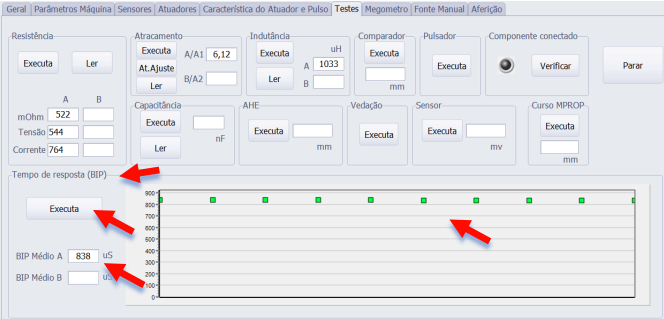 Geral Parâmetros Máquina Sensores Atuadores Característica do Atuador e Pulso Testes Megometro Fonte Manual Aferição
Resistência
Executa Ler
A B
mOhm 522
Tensão 544
Corrente 764
Atracamento
Executa A/A1 6,12
At.Ajuste
Ler B/A2
Indutância
Executa uH
A 1033
Ler B
Comparador
Executa
mm
Pulsador
Executa
Componente conectado
Verificar
Parar
Capacitância
Executa
nF
Ler
AHE
Executa
mm
Vedação
Executa
Sensor
Executa
mv
Curso MPROP
Executa
mm
Tempo de resposta (BIP)
Executa
BIP Médio A 838 uS
BIP Médio B uS
900
800
700
600
500
400
300
200
100
0